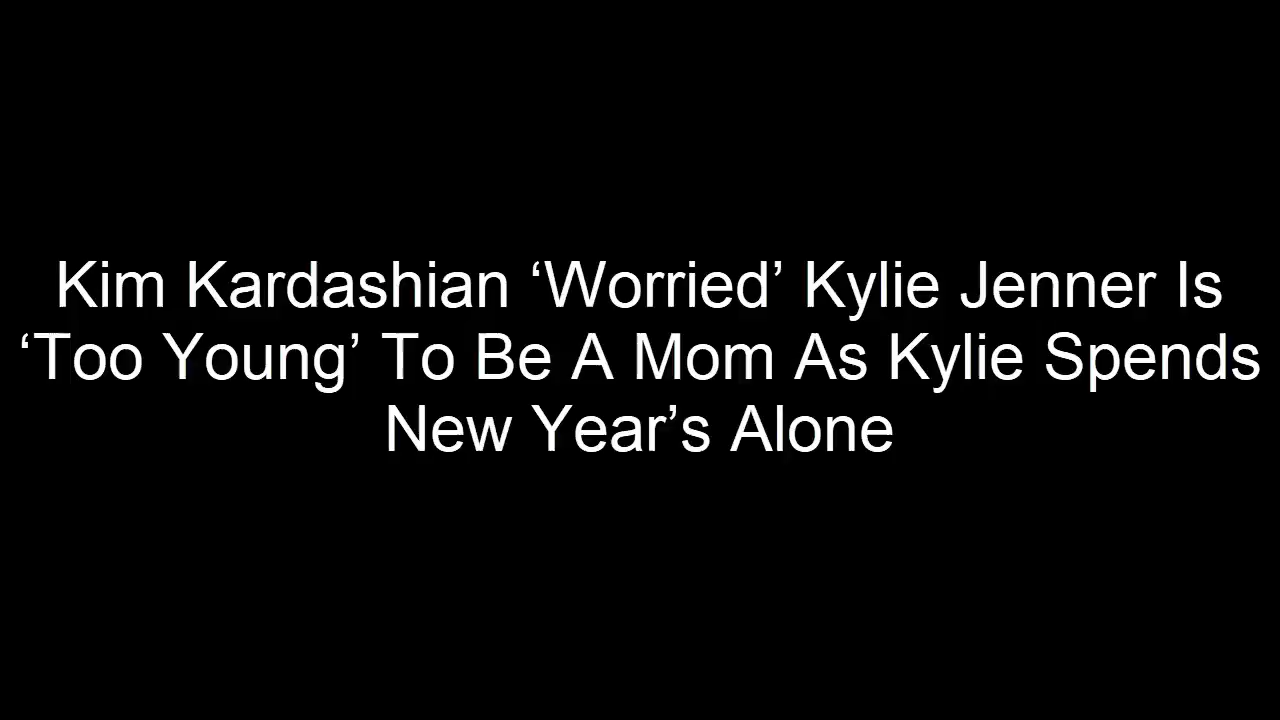 Kim Kardashian ‘Worried’ Kylie Jenner Is
‘Too Young’ To Be A Mom As Kylie Spends
New Year’s Alone